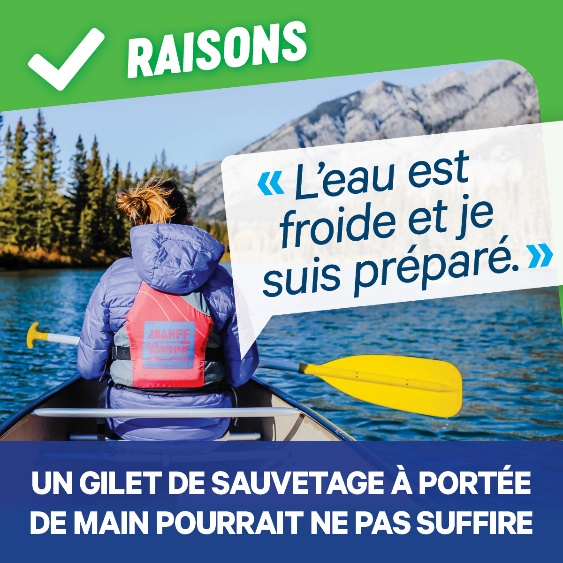 RAISONS
« L'eau est
froide et je
suis préparé. »
UN GILET DE SAUVETAGE À PORTÉE
DE MAIN POURRAIT NE PAS SUFFIRE